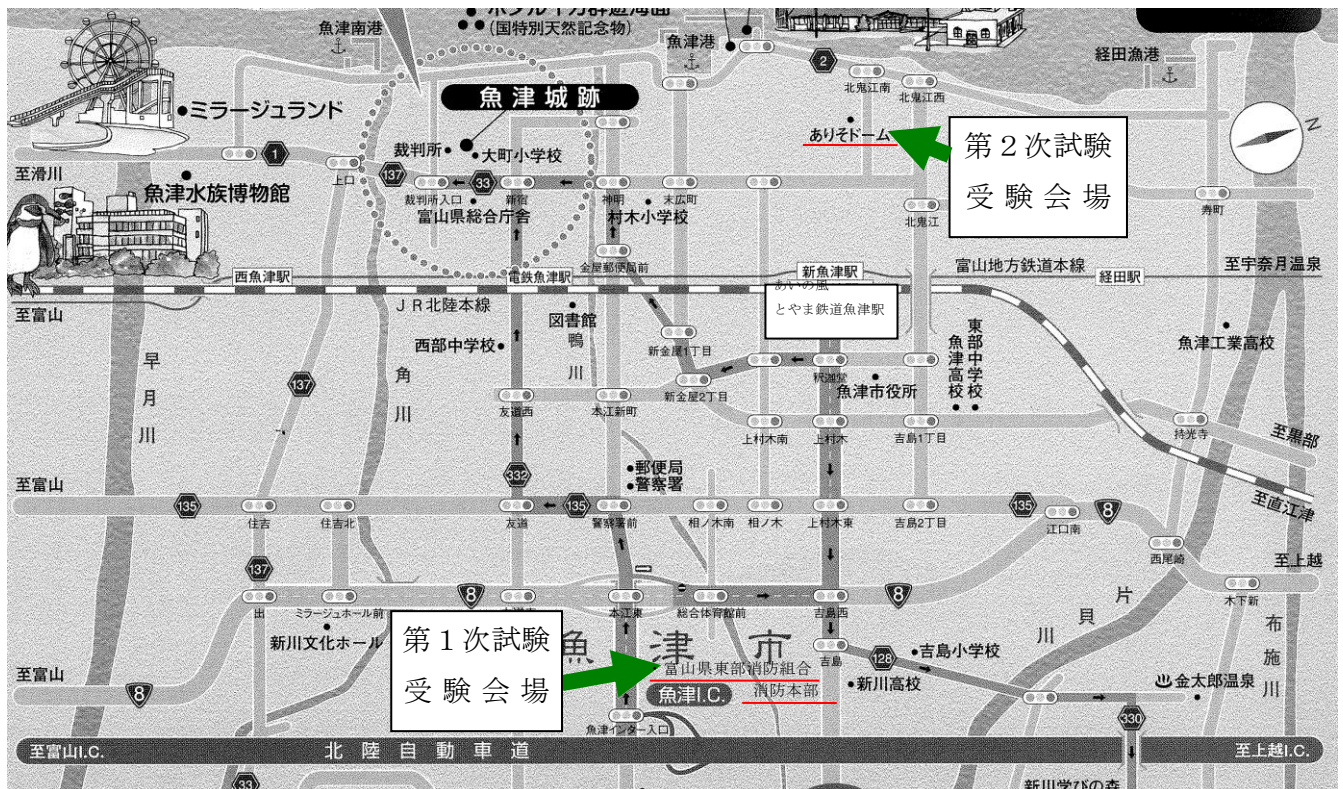 ホタルイカ群遊海面
(国特別天然記念物)
魚津南港
魚津港
経田漁港
2
北鬼江南
北鬼江西
魚津城跡
ミラージュランド
ありそドーム
第２次試験
受験会場
N
裁判所
大町小学校
1
至滑川
上口
137
33
裁判所入口
新宿
神明
末広町
魚津水族博物館
富山県総合庁舎
村木小学校
北鬼江
寿町
金屋郵便局前
西魚津駅
電鉄魚津駅
新魚津駅
富山地方鉄道本線
経田駅
至宇奈月温泉
あいの風
とやま鉄道魚津駅
ＪＲ北陸本線
至富山
図書館
西部中学校
鴨川
新金屋1丁目
東部中学校
魚津高校
魚津工業高校
早月川
137
角川
釈迦堂
魚津市役所
新金屋2丁目
友道西
本江新町
上村木南
上村木
吉島1丁目
持光寺
至黒部
郵便局
警察署
332
至富山
135
住吉
住吉北
友道
135
警察署前
相ノ木南
相ノ木
上村木東
吉島2丁目
135
江口南
8
至直江津
西尾崎
至上越
137
出
ミラージュホール前
8
本江東
総合体育館前
吉島西
8
木下新
片貝川
布施川
新川文化ホール
第１次試験
受験会場
魚津市
吉島
128
吉島小学校
富山県東部消防組合
消防本部
魚津I.C.
新川高校
金太郎温泉
至富山
8
魚津インター入口
330
至富山I.C.
北陸自動車道
至上越I.C.
33
新川学びの森